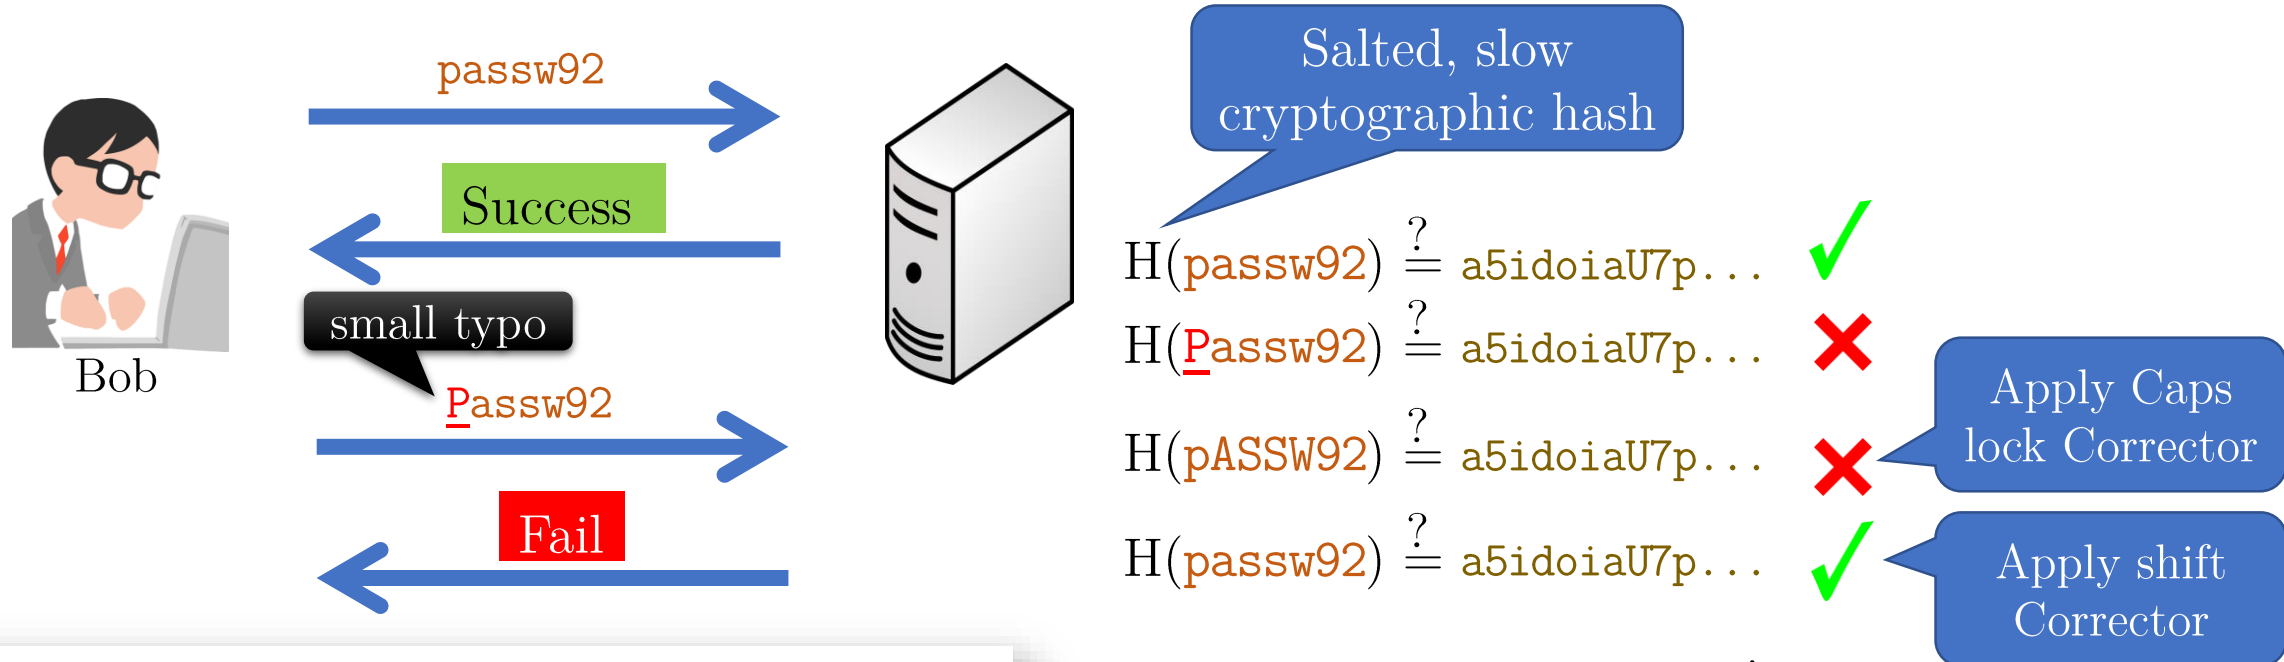 passw92
Success
small typo
Bob
Passw92
Fail
Salted, slow
cryptographic hash
H(passw92) ?= a5idoiaU7p...
H(Passw92) ?= a5idoiaU7p...
H(pASSW92) ?= a5idoiaU7p...
H(passw92) ?= a5idoiaU7p...
Apply Caps
lock Corrector
Apply shift
Corrector